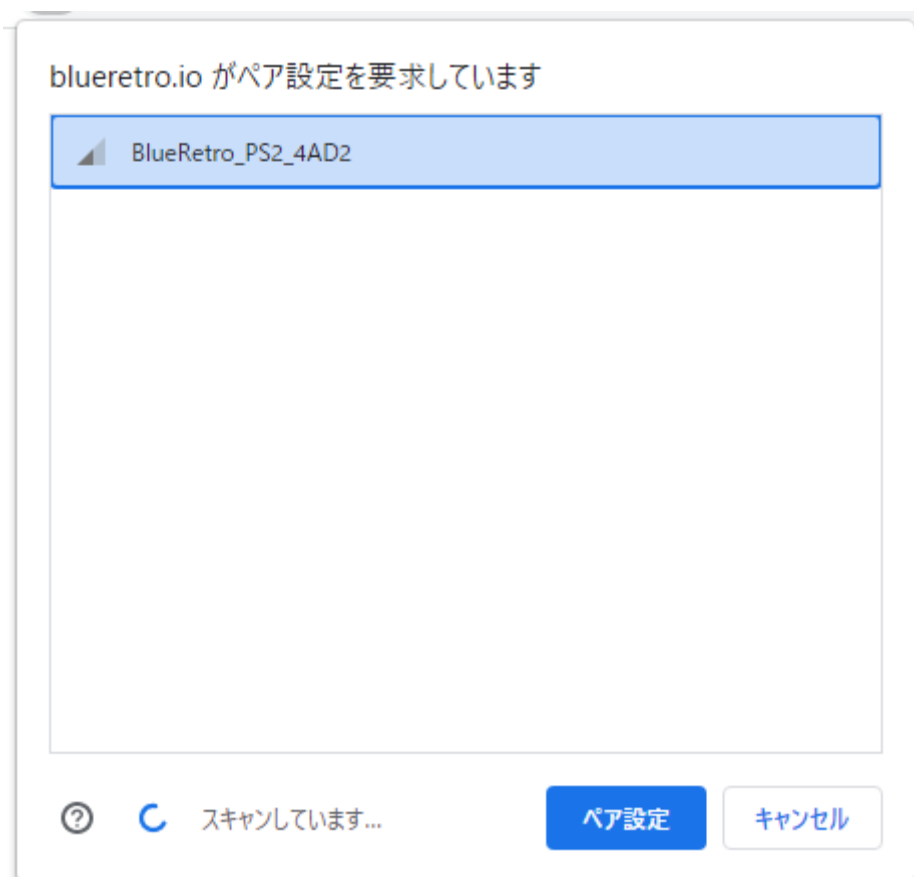 blueretro.io がペア設定を要求しています
BlueRetro_PS2_4AD2
スキャンしています...
ペア設定
キャンセル